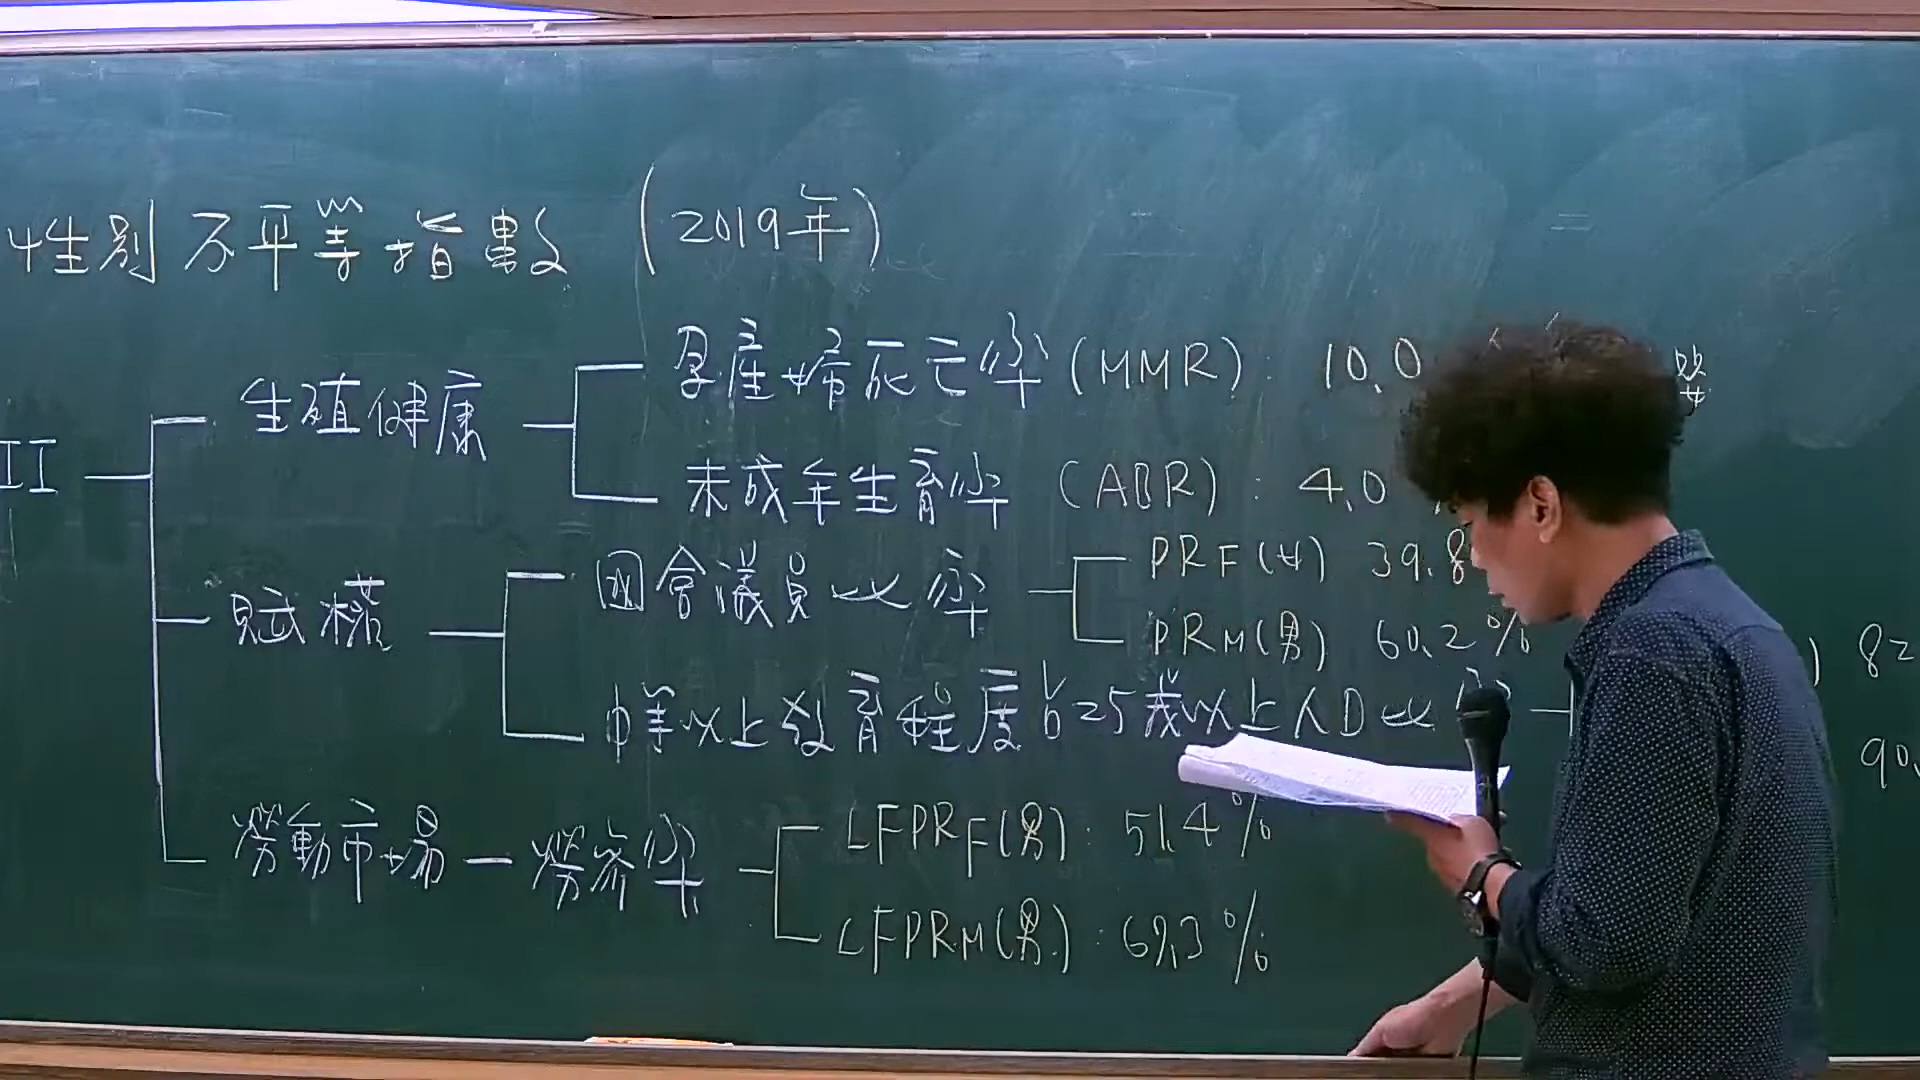 性別不平等指數 (2019年)
II
生殖健康
孕產婦死亡率 (MMR) : 10.0
未成年生育率 (ABR) : 4.0
賦權
國會議員比率
PRF(女) 39.8
PRM(男) 60.2%
中等以上教育程度占25歲以上人口比
) 82
90.
勞動市場 — 勞參率
LFPRF(男) : 51.4%
LFPRM(男) : 67.3%